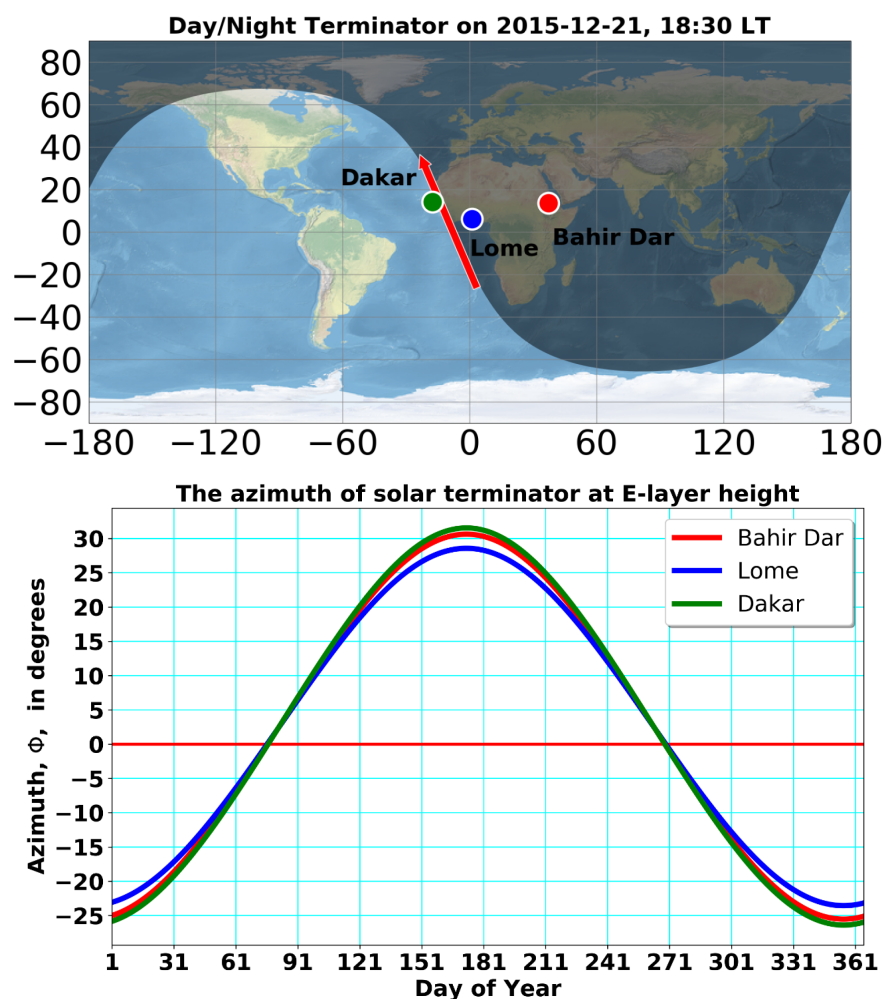 Day/Night Terminator on 2015-12-21, 18:30 LT
80
60
40
20
0
−20
−40
−60
−80
Dakar
Lome
Bahir Dar
−180 −120 −60 0 60 120 180
The azimuth of solar terminator at E-layer height
Azimuth, Φ, in degrees
30
25
20
15
10
5
0
−5
−10
−15
−20
−25
Bahir Dar
Lome
Dakar
1 31 61 91 121 151 181 211 241 271 301 331 361
Day of Year